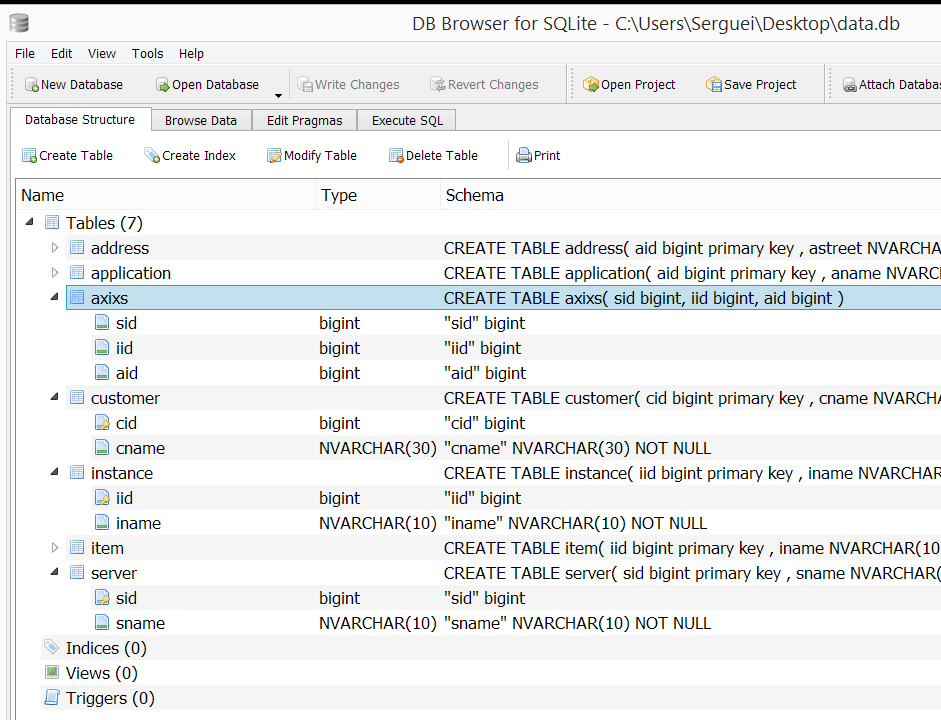 DB Browser for SQLite - C:\Users\Serguei\Desktop\data.db
File Edit View Tools Help
New Database Open Database Write Changes Revert Changes Open Project Save Project Attach Databas
Database Structure Browse Data Edit Pragmas Execute SQL
Create Table Create Index Modify Table Delete Table Print
Name Type Schema
Tables (7)
address CREATE TABLE address( aid bigint primary key , astreet NVARCHA
application CREATE TABLE application( aid bigint primary key , aname NVARC
axixs CREATE TABLE axixs( sid bigint, iid bigint, aid bigint )
sid bigint "sid" bigint
iid bigint "iid" bigint
aid bigint "aid" bigint
customer CREATE TABLE customer( cid bigint primary key , cname NVARCHA
cid bigint "cid" bigint
cname NVARCHAR(30) "cname" NVARCHAR(30) NOT NULL
instance CREATE TABLE instance( iid bigint primary key , iname NVARCHAR
iid bigint "iid" bigint
iname NVARCHAR(10) "iname" NVARCHAR(10) NOT NULL
item CREATE TABLE item( iid bigint primary key , iname NVARCHAR(10
server CREATE TABLE server( sid bigint primary key , sname NVARCHAR(
sid bigint "sid" bigint
sname NVARCHAR(10) "sname" NVARCHAR(10) NOT NULL
Indices (0)
Views (0)
Triggers (0)